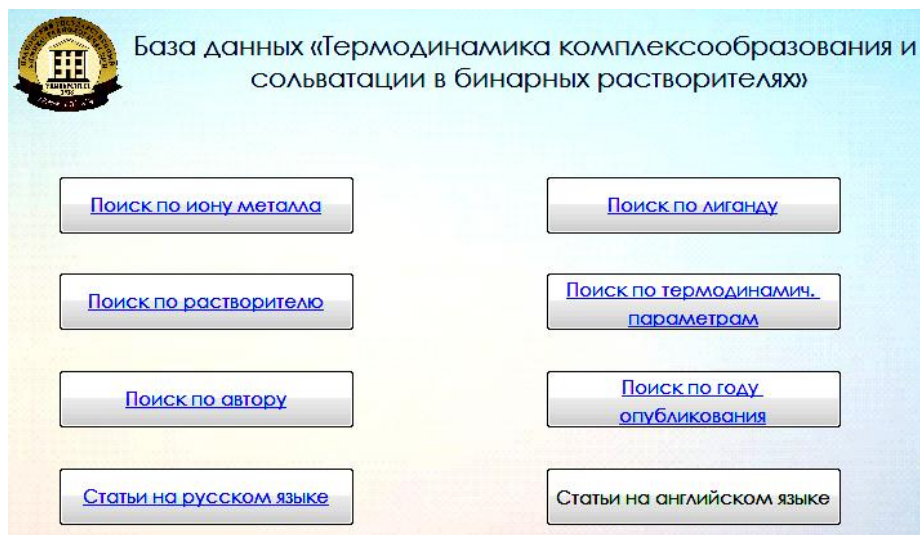 База данных «Термодинамика комплексообразования и
сольватации в бинарных растворителях»
Поиск по иону металла
Поиск по лиганду
Поиск по растворителю
Поиск по термодинамич.
параметрам
Поиск по автору
Поиск по году
опубликования
Статьи на русском языке
Статьи на английском языке